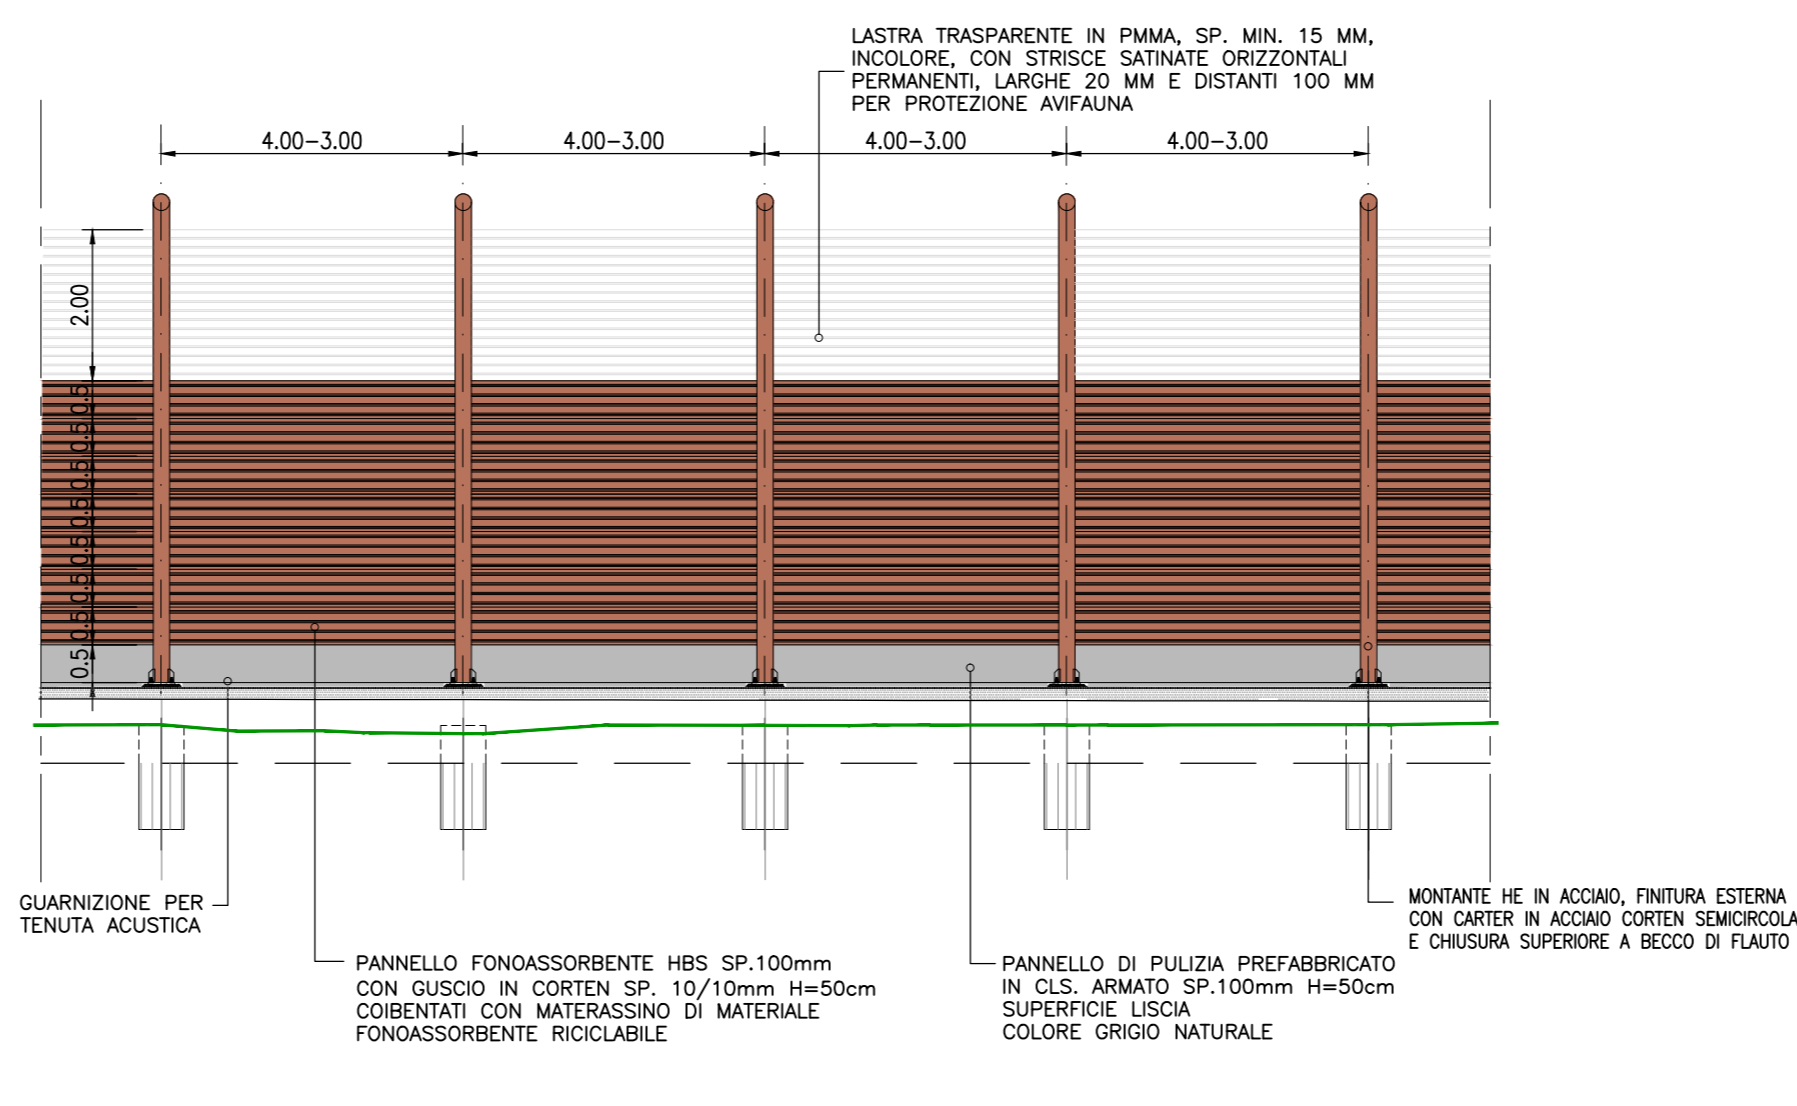 LASTRA TRASPARENTE IN PMMA, SP. MIN. 15 MM,
INCOLORE, CON STRISCE SATINATE ORIZZONTALI
PERMANENTI, LARGHE 20 MM E DISTANTI 100 MM
PER PROTEZIONE AVIFAUNA
4.00-3.00
4.00-3.00
4.00-3.00
4.00-3.00
2.00
0.5
0.5
0.5
0.5
0.5
0.5
0.5
0.5
GUARNIZIONE PER
TENUTA ACUSTICA
PANNELLO FONOASSORBENTE HBS SP.100mm
CON GUSCIO IN CORTEN SP. 10/10mm H=50cm
COIBENTATI CON MATERASSINO DI MATERIALE
FONOASSORBENTE RICICLABILE
PANNELLO DI PULIZIA PREFABBRICATO
IN CLS. ARMATO SP.100mm H=50cm
SUPERFICIE LISCIA
COLORE GRIGIO NATURALE
MONTANTE HE IN ACCIAIO, FINITURA ESTERNA
CON CARTER IN ACCIAIO CORTEN SEMICIRCOLA
E CHIUSURA SUPERIORE A BECCO DI FLAUTO